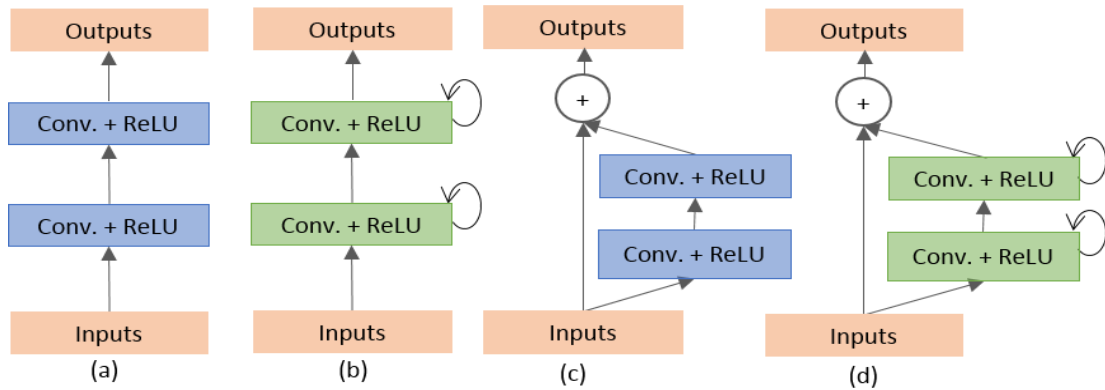 Outputs
Conv. + ReLU
Conv. + ReLU
Inputs
(a)
Outputs
Conv. + ReLU
Conv. + ReLU
Inputs
(b)
Outputs
+
Conv. + ReLU
Conv. + ReLU
Inputs
(c)
Outputs
+
Conv. + ReLU
Conv. + ReLU
Inputs
(d)